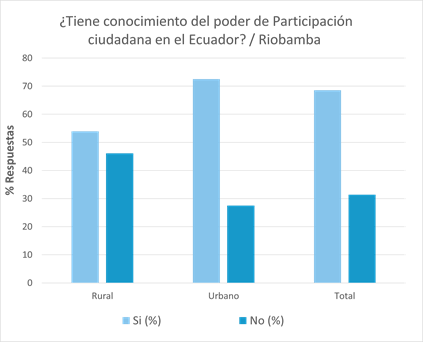 ¿Tiene conocimiento del poder de Participación
ciudadana en el Ecuador? / Riobamba
80
70
60
50
40
30
20
10
0
% Respuestas
Rural Urbano Total
Si (%) No (%)